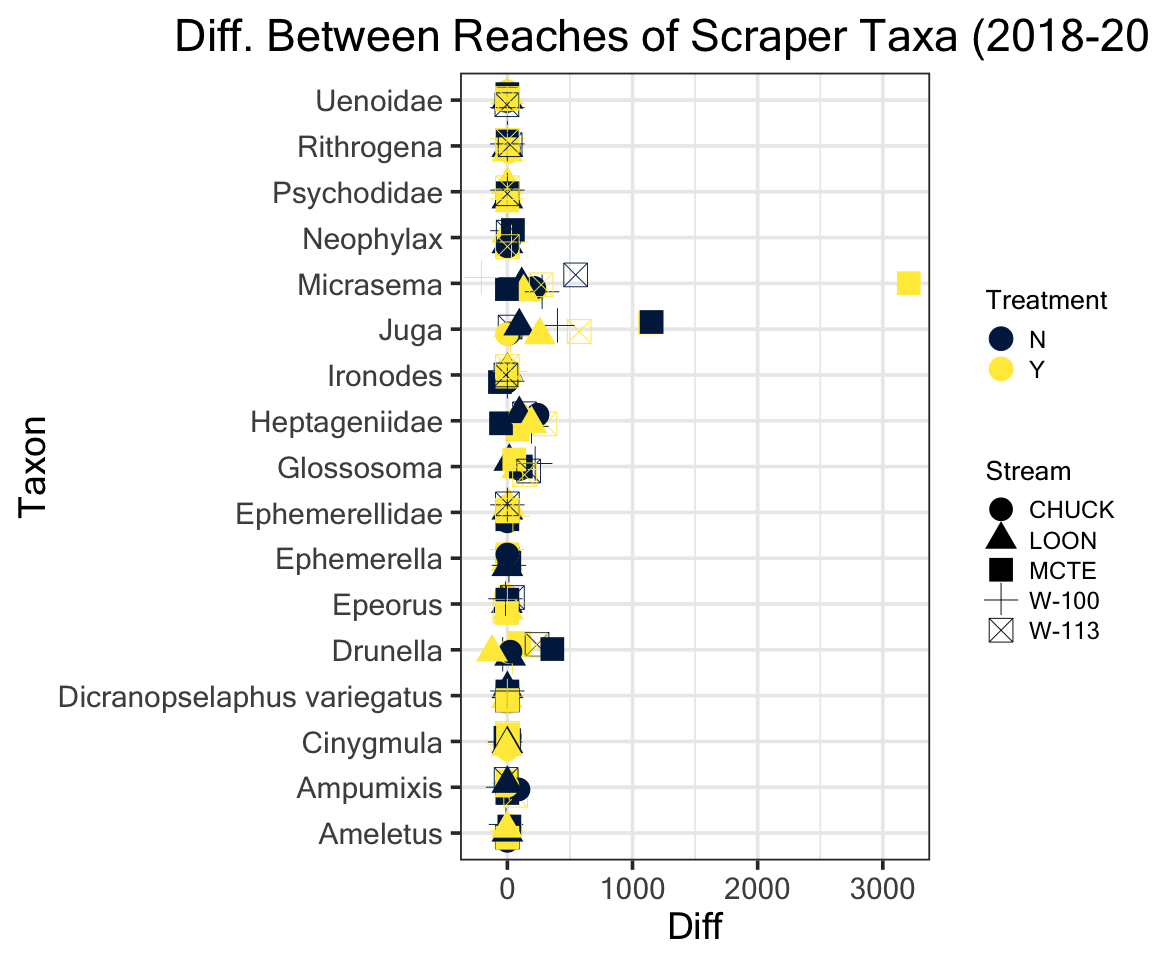 Diff. Between Reaches of Scraper Taxa (2018-20
Uenoidae
Rithrogena
Psychodidae
Neophylax
Micrasema
Juga
Ironodes
Heptageniidae
Glossosoma
Ephemerellidae
Ephemerella
Epeorus
Drunella
Dicranopselaphus variegatus
Cinygmula
Ampumixis
Ameletus
Taxon
0 1000 2000 3000
Diff
Treatment
N
Y
Stream
CHUCK
LOON
MCTE
W-100
W-113